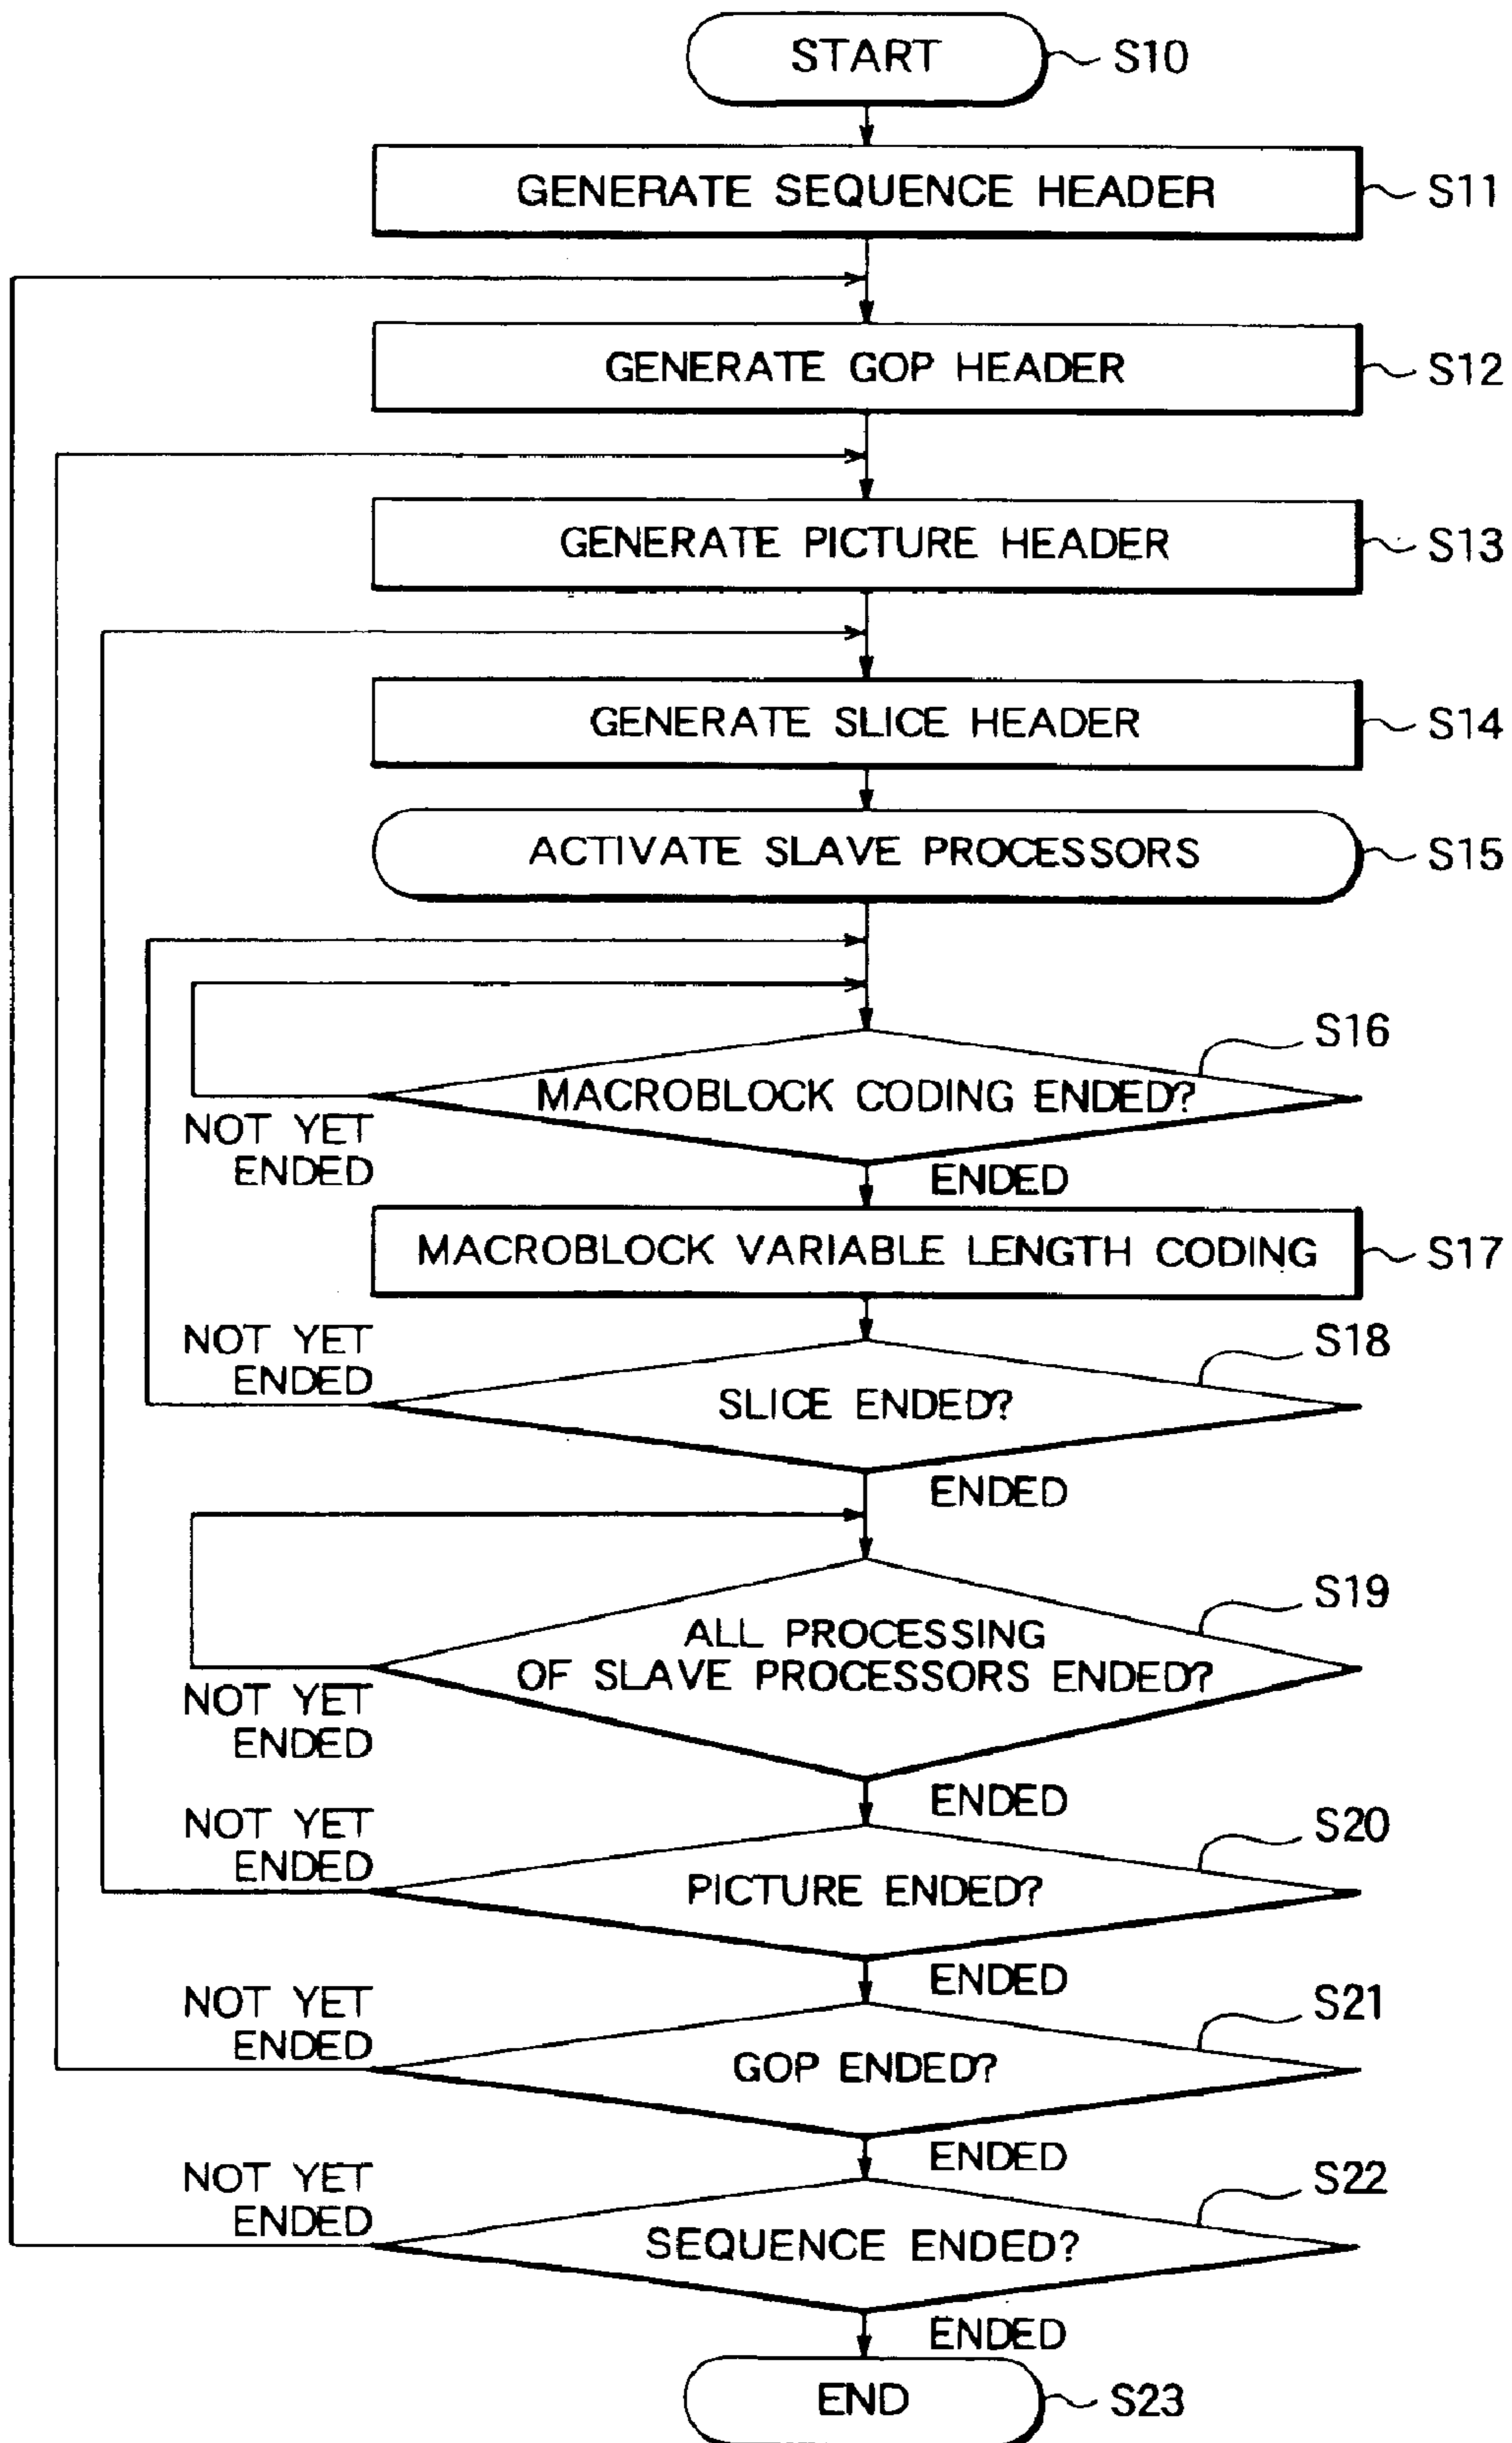 START
S10
GENERATE SEQUENCE HEADER
S11
GENERATE GOP HEADER
S12
GENERATE PICTURE HEADER
S13
GENERATE SLICE HEADER
S14
ACTIVATE SLAVE PROCESSORS
S15
S16
MACROBLOCK CODING ENDED?
NOT YET
ENDED
ENDED
MACROBLOCK VARIABLE LENGTH CODING
S17
NOT YET
ENDED
S18
SLICE ENDED?
ENDED
S19
ALL PROCESSING
OF SLAVE PROCESSORS ENDED?
NOT YET
ENDED
ENDED
NOT YET
ENDED
S20
PICTURE ENDED?
ENDED
NOT YET
ENDED
S21
GOP ENDED?
ENDED
NOT YET
ENDED
S22
SEQUENCE ENDED?
ENDED
END
S23